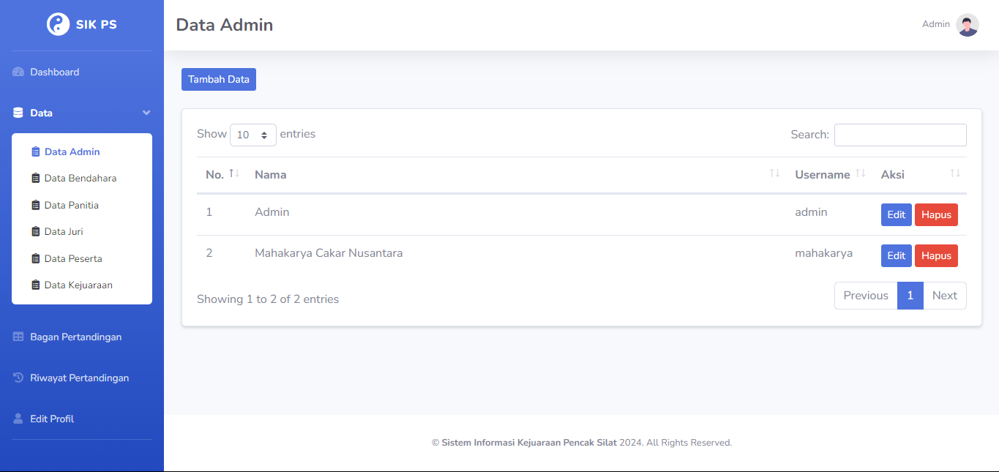 SIK PS
Data Admin
Admin
Dashboard
Data
Data Admin
Data Bendahara
Data Panitia
Data Juri
Data Peserta
Data Kejuaraan
Bagan Pertandingan
Riwayat Pertandingan
Edit Profil
Tambah Data
Show 10 entries
Search:
No. Nama Username Aksi
1 Admin admin Edit Hapus
2 Mahakarya Cakar Nusantara mahakarya Edit Hapus
Showing 1 to 2 of 2 entries
Previous 1 Next
© Sistem Informasi Kejuaraan Pencak Silat 2024. All Rights Reserved.